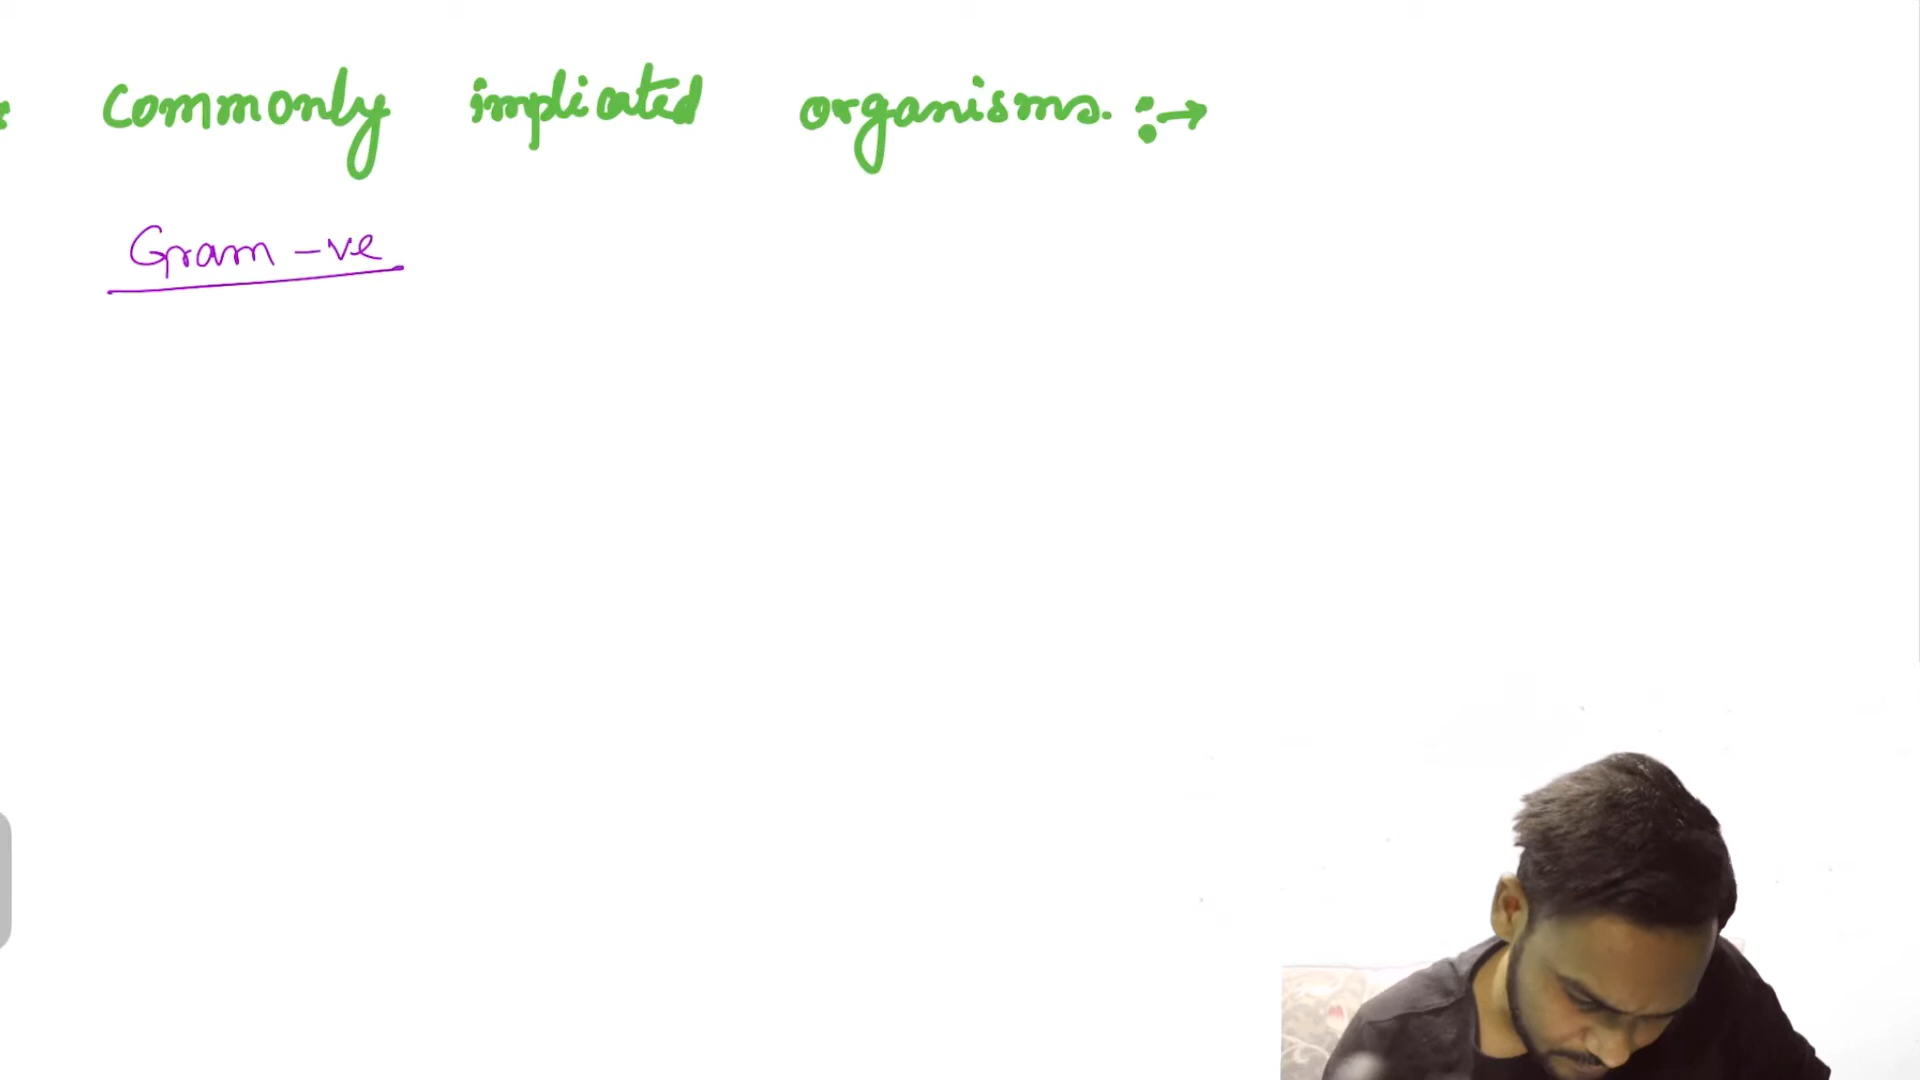 Commonly implicated organisms. :→
Gram -ve